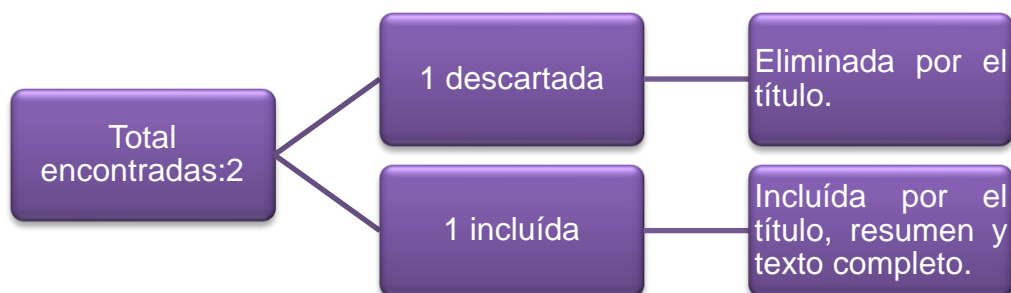 Total
encontradas:2
1 descartada
Eliminada por el
título.
1 incluída
Incluída por el
título, resumen y
texto completo.